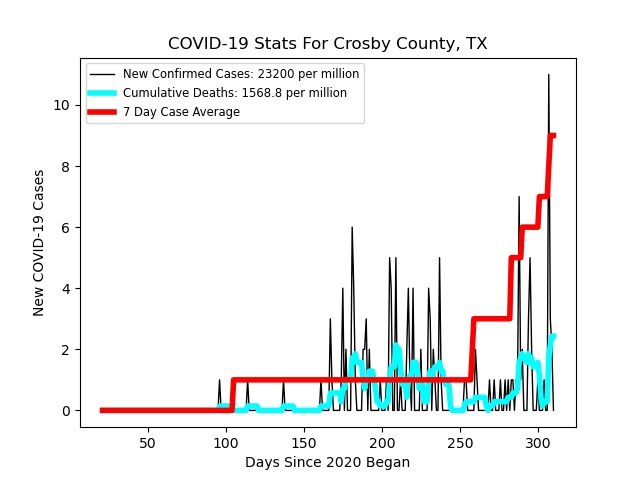 COVID-19 Stats For Crosby County, TX
New Confirmed Cases: 23200 per million
Cumulative Deaths: 1568.8 per million
7 Day Case Average
New COVID-19 Cases
10
8
6
4
2
0
50
100
150
200
250
300
Days Since 2020 Began